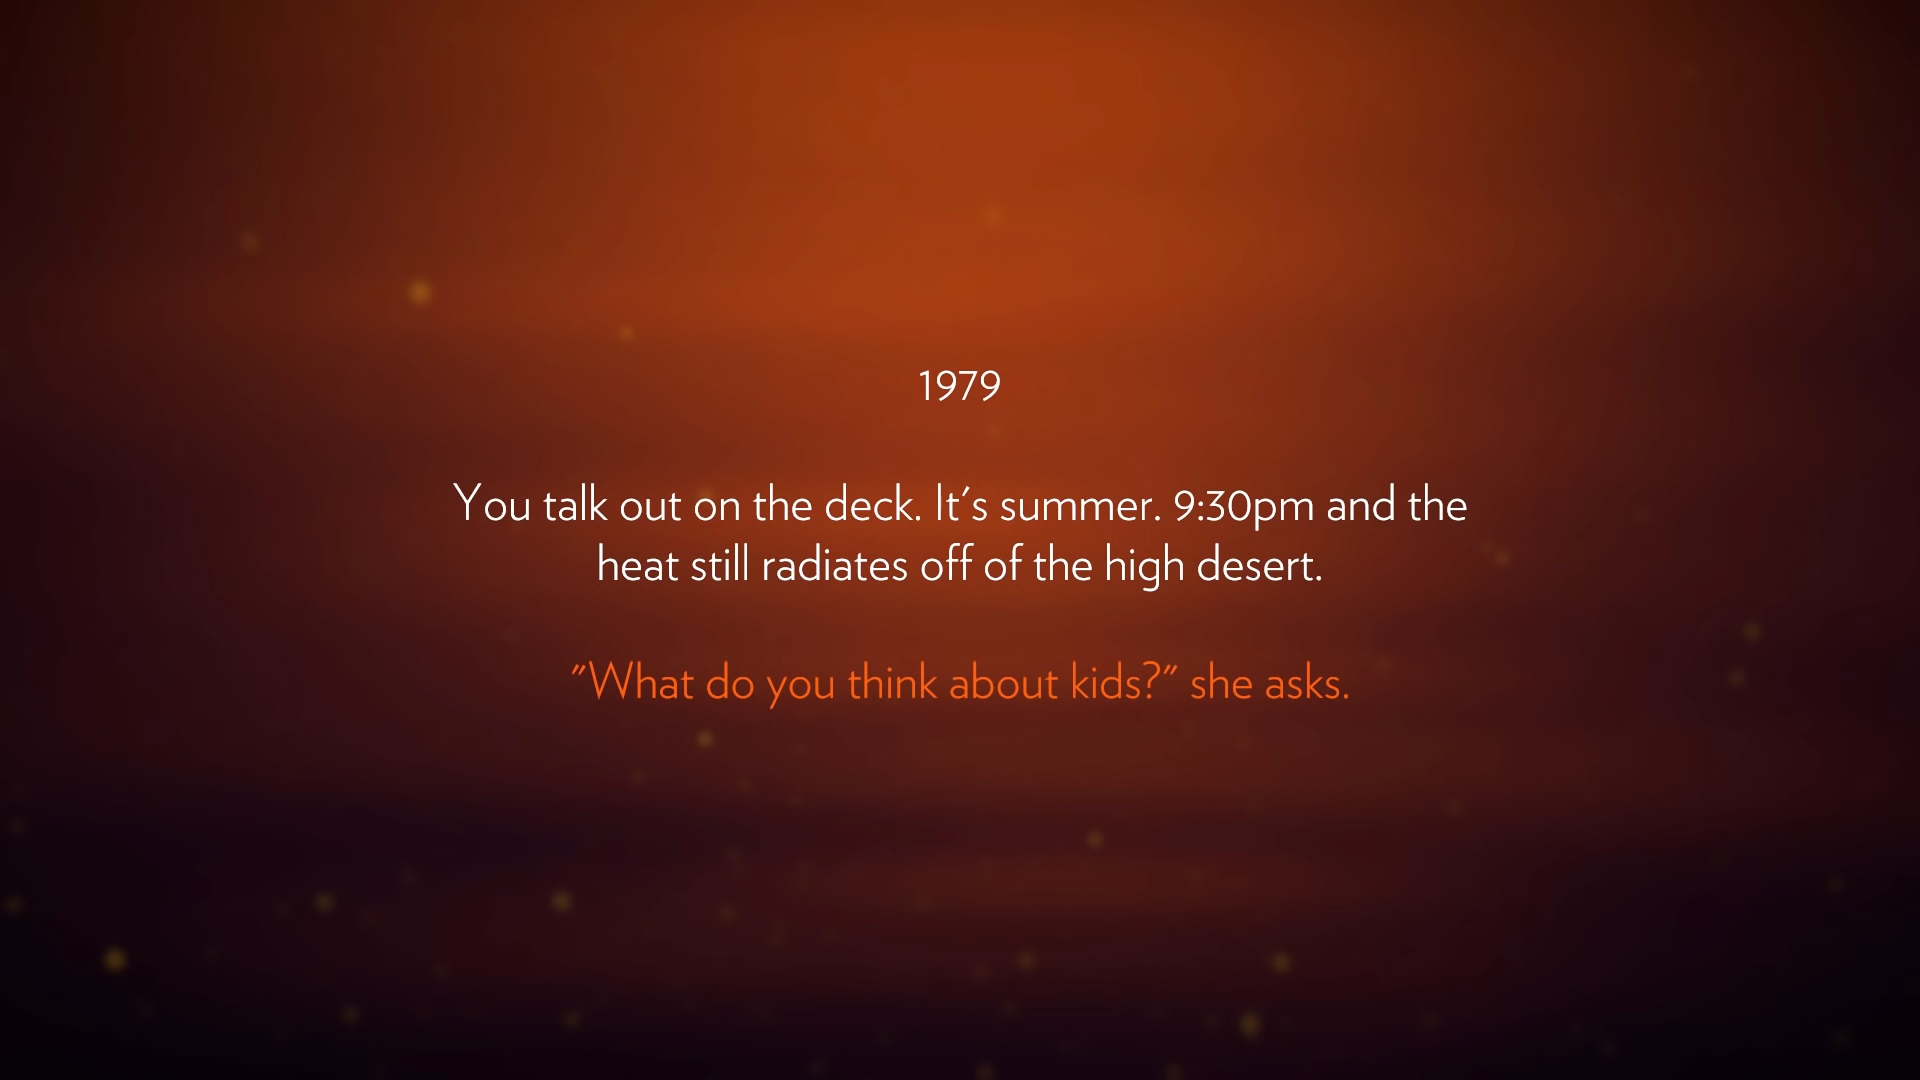 1979
You talk out on the deck. It's summer. 9:30pm and the
heat still radiates off of the high desert.
"What do you think about kids?" she asks.